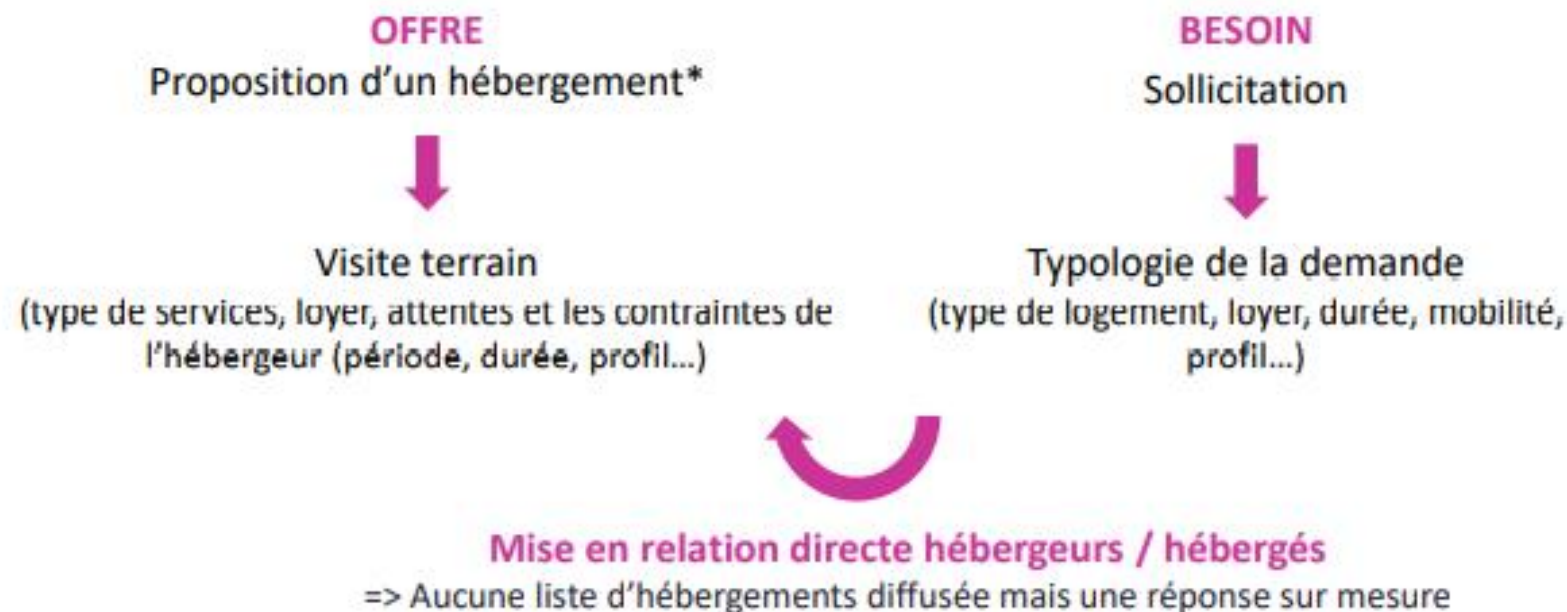 OFFRE
Proposition d'un hébergement*
Visite terrain
(type de services, loyer, attentes et les contraintes de
l'hébergeur (période, durée, profil...)
BESOIN
Sollicitation
Typologie de la demande
(type de logement, loyer, durée, mobilité,
profil...)
Mise en relation directe hébergeurs / hébergés
=> Aucune liste d'hébergements diffusée mais une réponse sur mesure